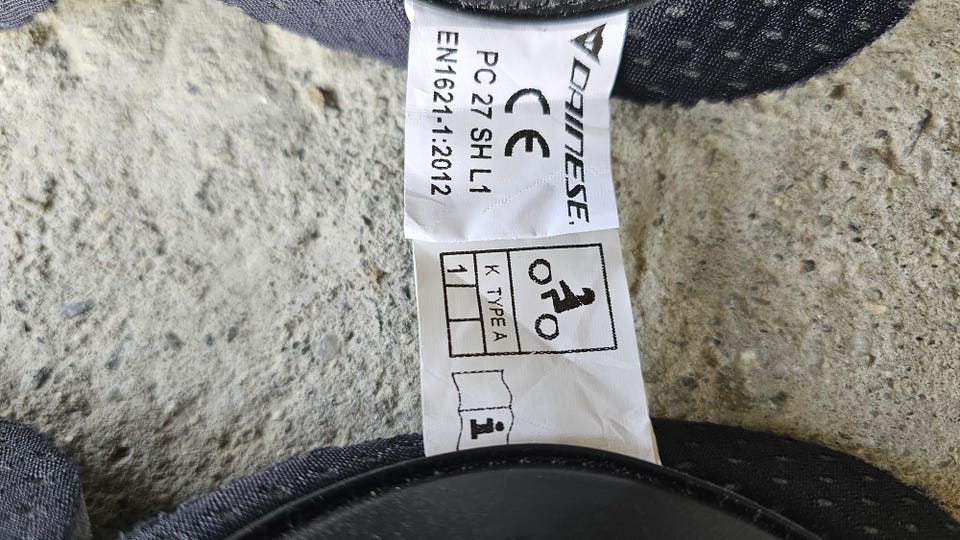 DAINESE
CE
PC 27 SH L1
EN1621-1:2012
K TYPE A
1
i